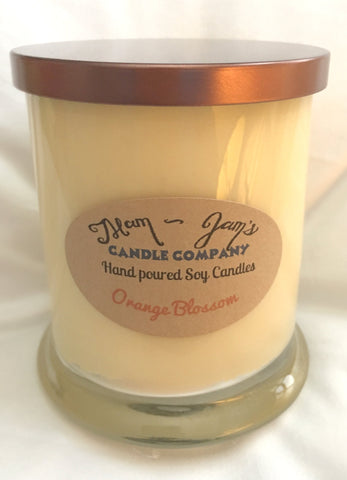 Mam ~ Jam's
CANDLE COMPANY
Hand poured Soy Candles
Orange Blossom